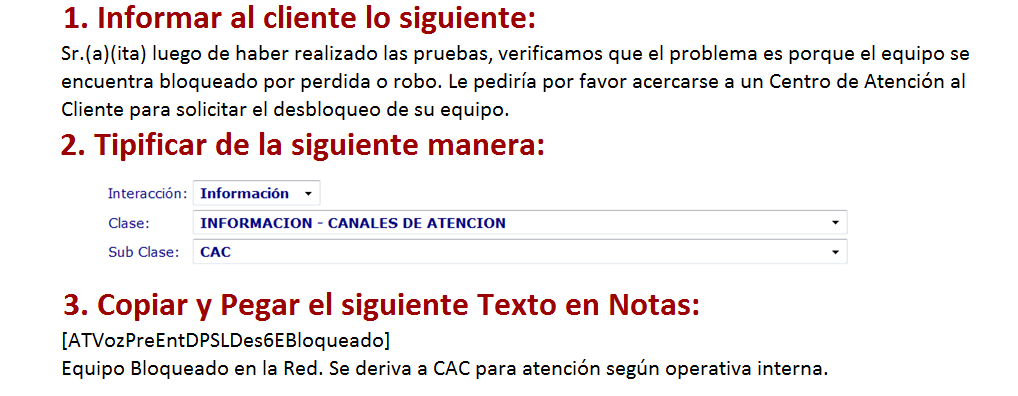 1. Informar al cliente lo siguiente:
Sr.(a)(ita) luego de haber realizado las pruebas, verificamos que el problema es porque el equipo se
encuentra bloqueado por perdida o robo. Le pediría por favor acercarse a un Centro de Atención al
Cliente para solicitar el desbloqueo de su equipo.
2. Tipificar de la siguiente manera:
Interacción: Información
Clase: INFORMACION - CANALES DE ATENCION
Sub Clase: CAC
3. Copiar y Pegar el siguiente Texto en Notas:
[ATVozPreEntDPSLDes6EBloqueado]
Equipo Bloqueado en la Red. Se deriva a CAC para atención según operativa interna.